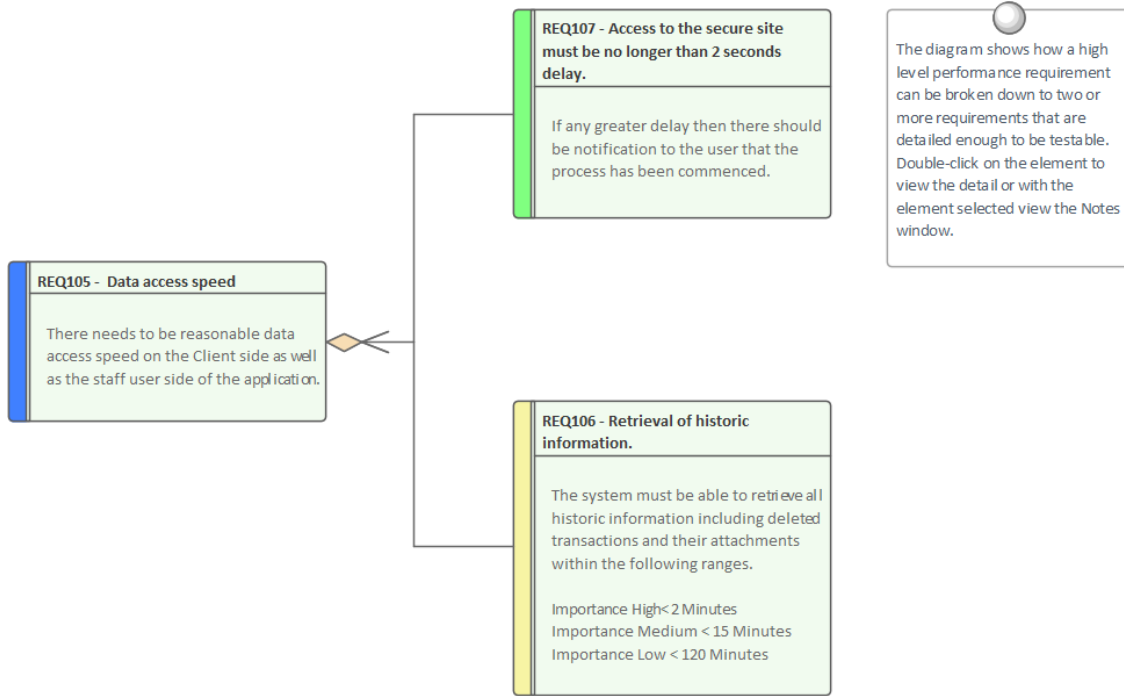 REQ107 - Access to the secure site
must be no longer than 2 seconds
delay.
If any greater delay then there should
be notification to the user that the
process has been commenced.
The diagram shows how a high
level performance requirement
can be broken down to two or
more requirements that are
detailed enough to be testable.
Double-click on the element to
view the detail or with the
element selected view the Notes
window.
REQ105 - Data access speed
There needs to be reasonable data
access speed on the Client side as well
as the staff user side of the application.
REQ106 - Retrieval of historic
information.
The system must be able to retrieve all
historic information including deleted
transactions and their attachments
within the following ranges.
Importance High< 2 Minutes
Importance Medium < 15 Minutes
Importance Low < 120 Minutes